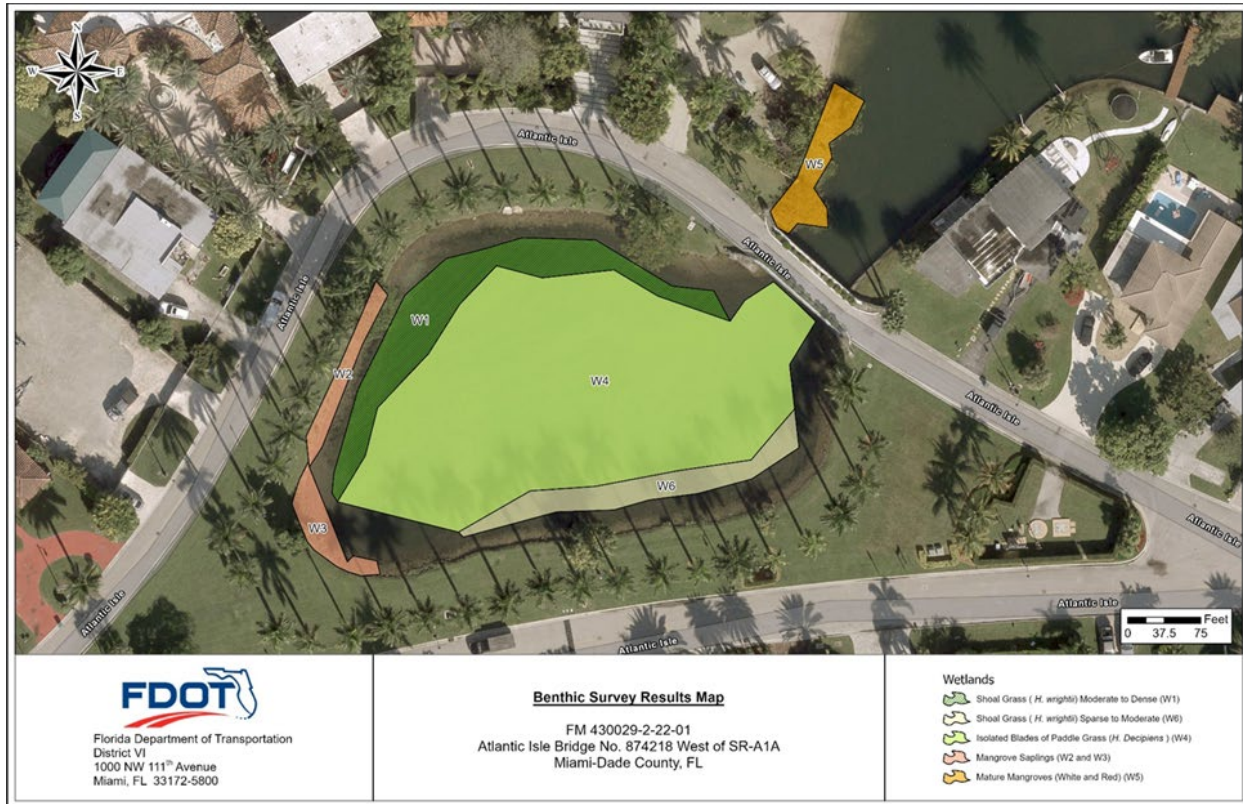 N
W E
S
Atlantic Isle
Atlantic Isle
Atlantic Isle
Atlantic Isle
Atlantic Isle
Atlantic Isle
Atlantic Isle
Atlantic Isle
W5
W1
W2
W4
W6
W3
Feet
0 37.5 75
FDOT
Florida Department of Transportation
District VI
1000 NW 111th Avenue
Miami, FL 33172-5800
Benthic Survey Results Map
FM 430029-2-22-01
Atlantic Isle Bridge No. 874218 West of SR-A1A
Miami-Dade County, FL
Wetlands
Shoal Grass ( H. wrightii) Moderate to Dense (W1)
Shoal Grass ( H. wrightii) Sparse to Moderate (W6)
Isolated Blades of Paddle Grass (H. Decipiens ) (W4)
Mangrove Saplings (W2 and W3)
Mature Mangroves (White and Red) (W5)